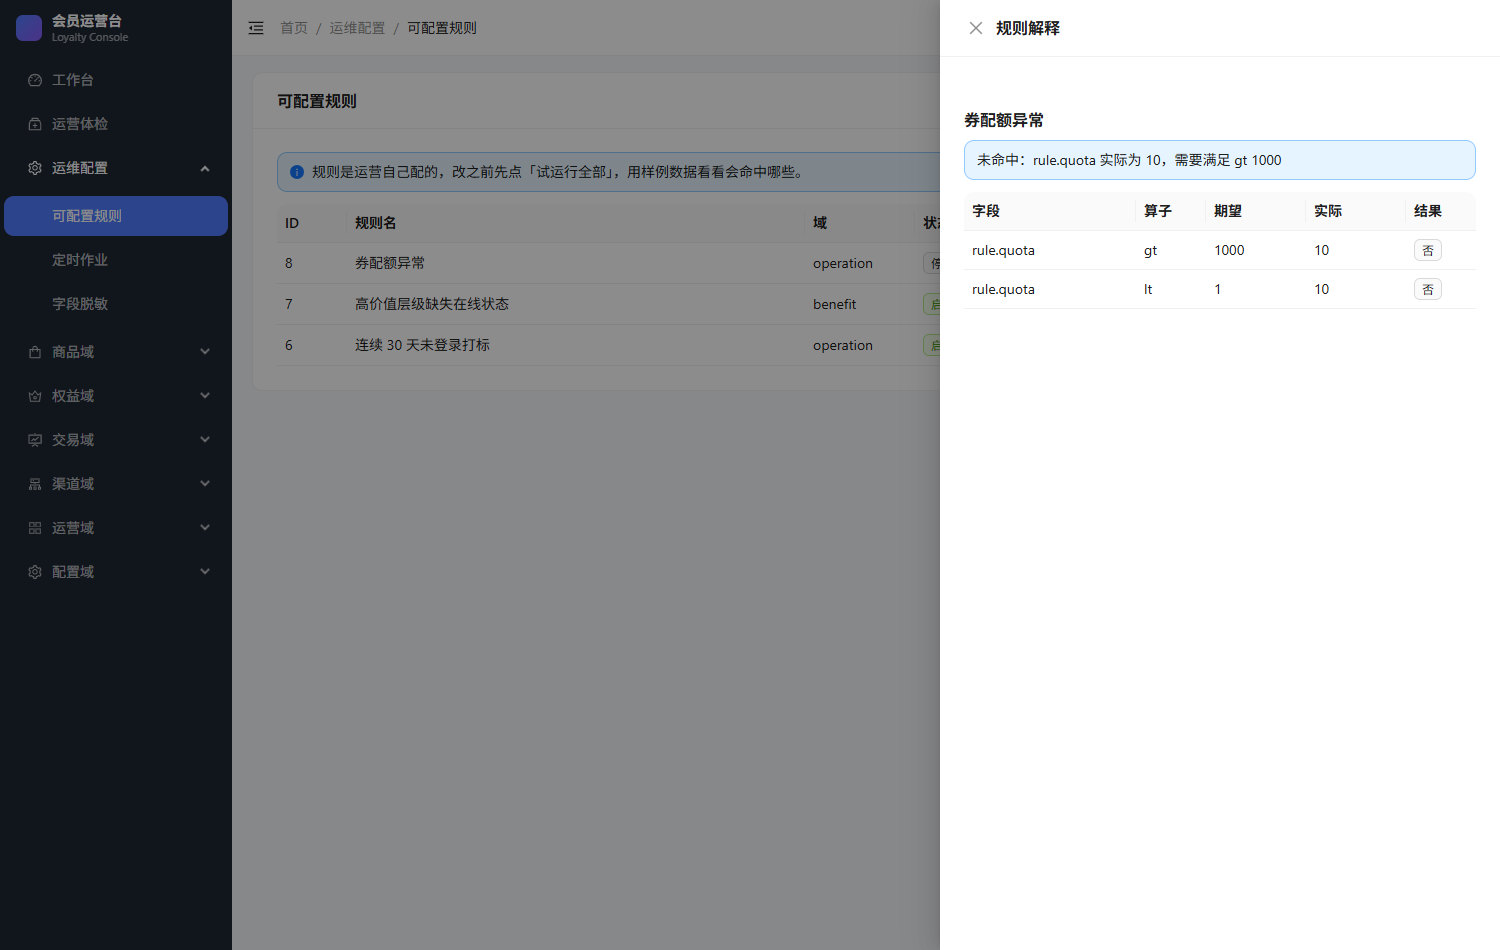 会员运营台
Loyalty Console
工作台
运营体检
运维配置
可配置规则
定时作业
字段脱敏
商品域
权益域
交易域
渠道域
运营域
配置域
首页 / 运维配置 / 可配置规则
可配置规则
规则是运营自己配的，改之前先点「试运行全部」，用样例数据看看会命中哪些。
ID 规则名 域 状
8 券配额异常 operation 停
7 高价值层级缺失在线状态 benefit 启
6 连续 30 天未登录打标 operation 启
规则解释
券配额异常
未命中：rule.quota 实际为 10，需要满足 gt 1000
字段 算子 期望 实际 结果
rule.quota gt 1000 10 否
rule.quota lt 1 10 否